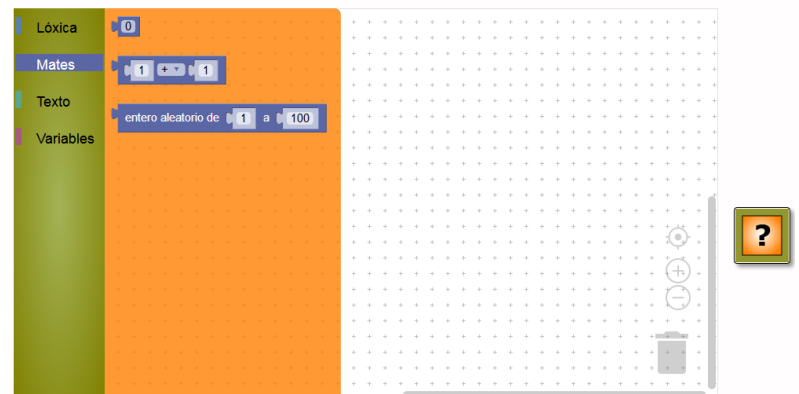 Lóxica
Mates
Texto
Variables
0
1 + 1
entero aleatorio de 1 a 100
?